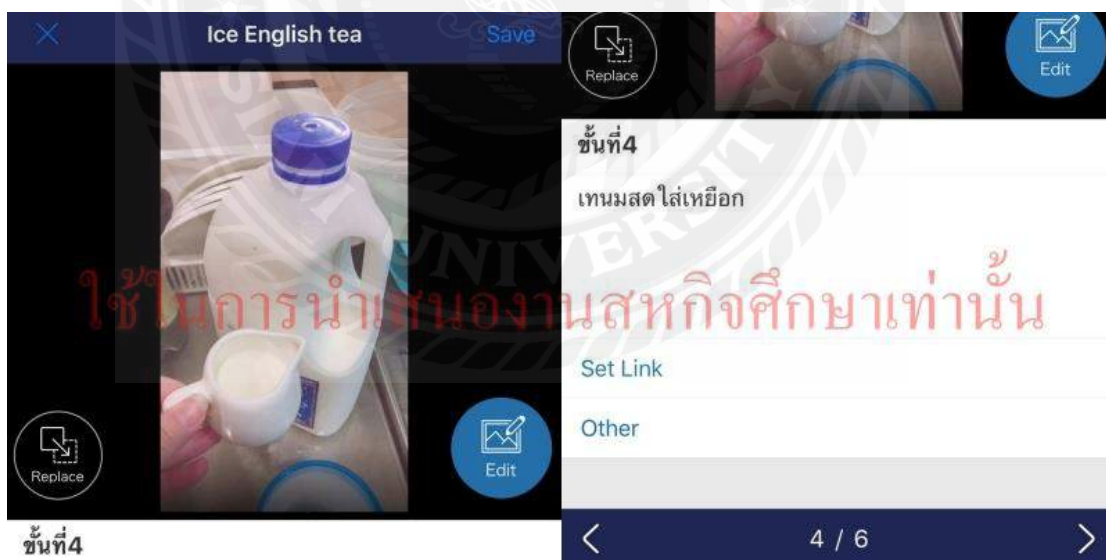 Ice English tea
Save
Replace
Edit
ขั้นที่4
Replace
Edit
ขั้นที่4
เทนมสดใส่เหยือก
Set Link
Other
4 / 6
ใช้ในการนำเสนองานสหกิจศึกษาเท่านั้น
UNIVERSITY